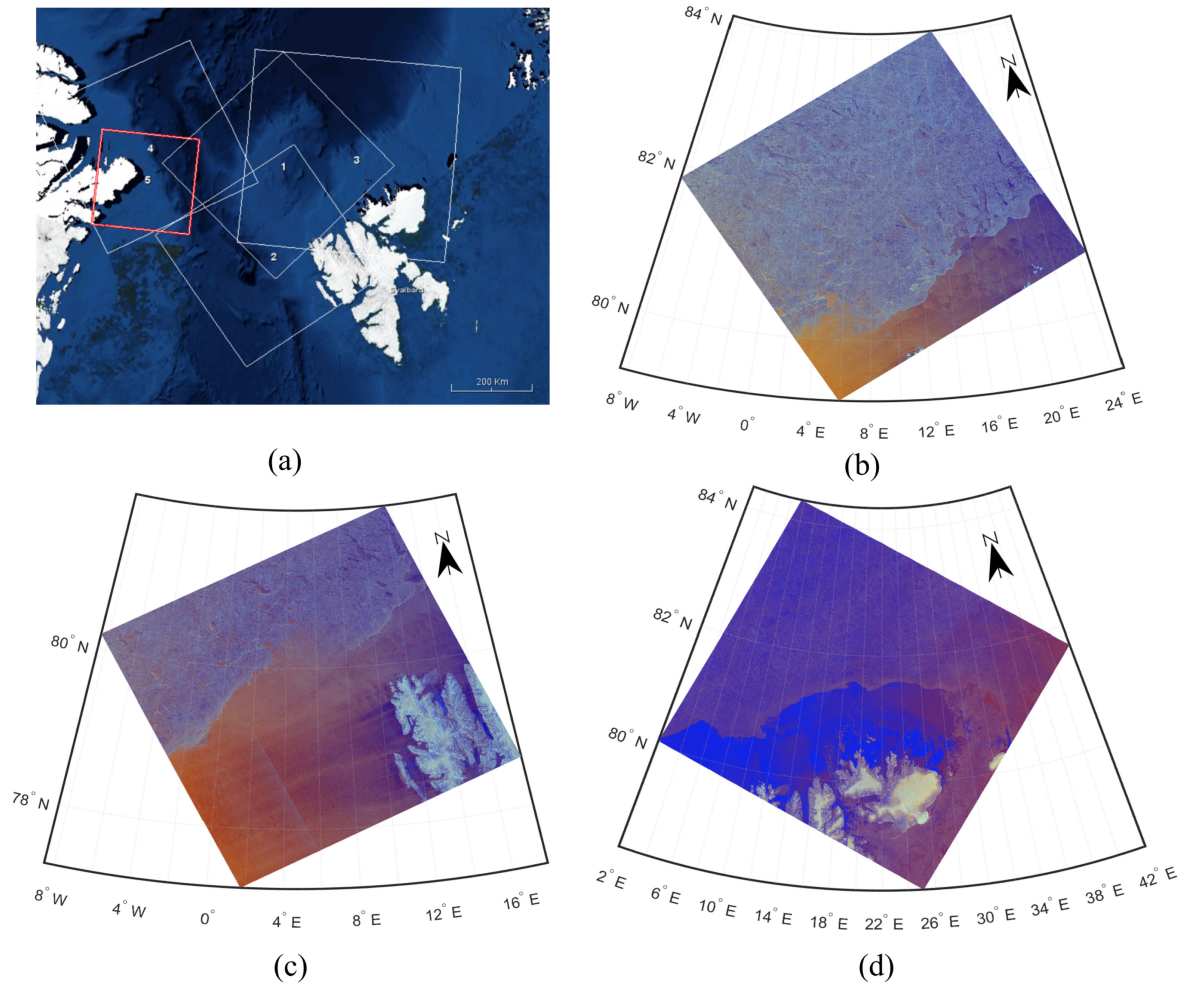 4
5
1
3
2
Svalbard
200 Km
(a)
84° N
82° N
80° N
8° W
4° W
0°
4° E
8° E
12° E
16° E
20° E
24° E
N
(b)
80° N
78° N
8° W
4° W
0°
4° E
8° E
12° E
16° E
N
(c)
84° N
82° N
80° N
2° E
6° E
10° E
14° E
18° E
22° E
26° E
30° E
34° E
38° E
42° E
N
(d)